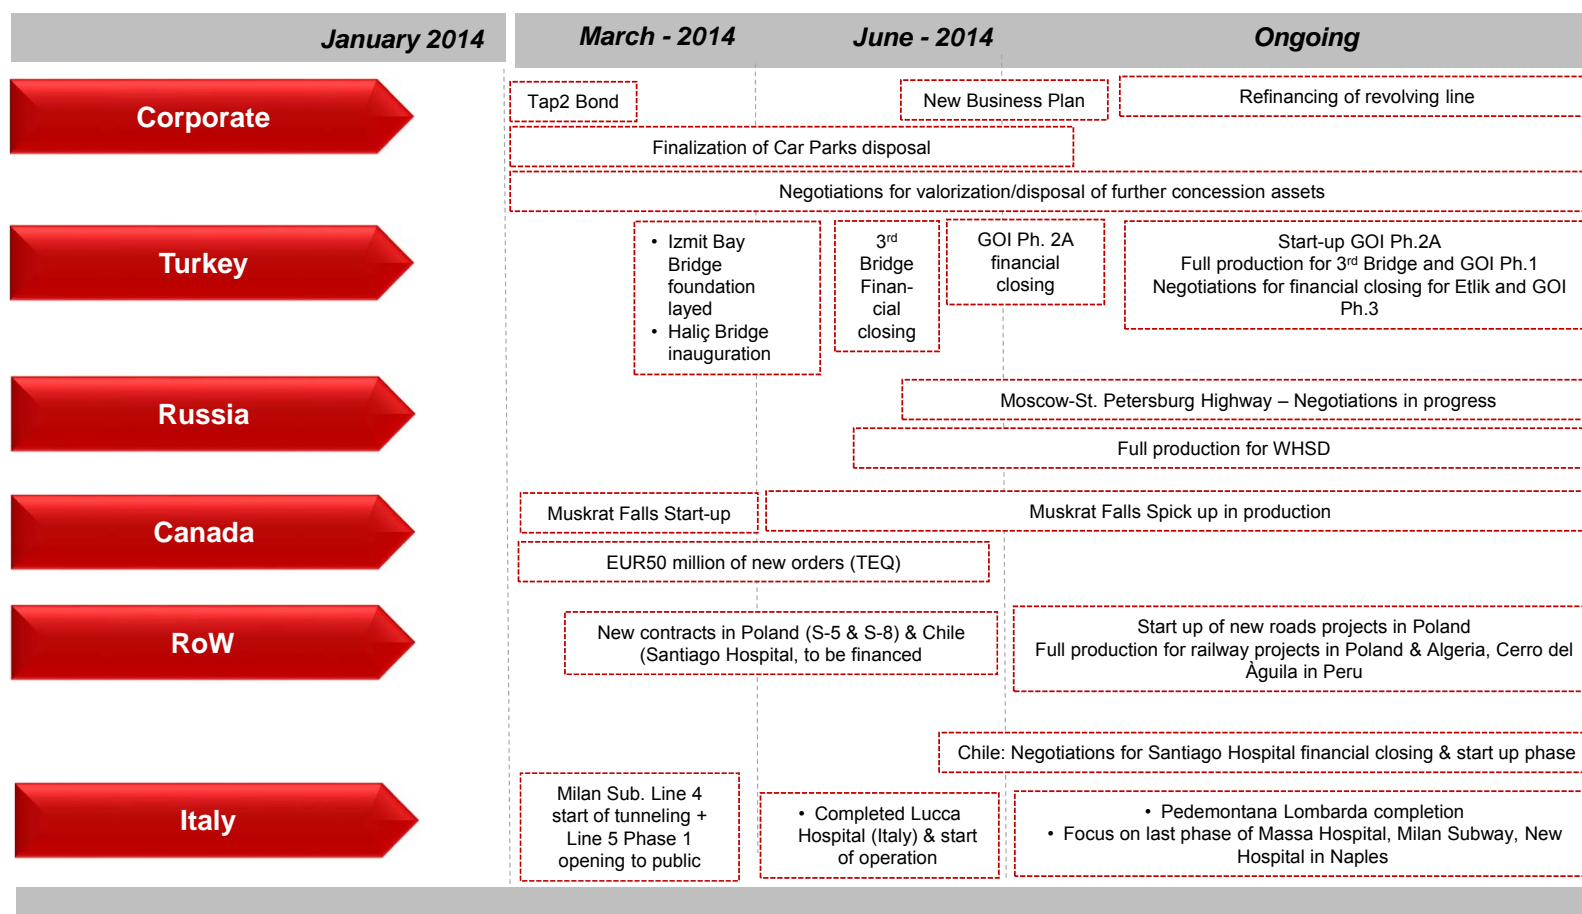 January 2014
March - 2014
June - 2014
Ongoing
Corporate
Tap2 Bond
New Business Plan
Refinancing of revolving line
Finalization of Car Parks disposal
Negotiations for valorization/disposal of further concession assets
Turkey
• Izmit Bay
Bridge
foundation
layed
• Haliç Bridge
inauguration
3rd
Bridge
Finan-
cial
closing
GOI Ph. 2A
financial
closing
Start-up GOI Ph.2A
Full production for 3rd Bridge and GOI Ph.1
Negotiations for financial closing for Etlik and GOI
Ph.3
Russia
Moscow-St. Petersburg Highway – Negotiations in progress
Full production for WHSD
Canada
Muskrat Falls Start-up
Muskrat Falls Spick up in production
EUR50 million of new orders (TEQ)
RoW
New contracts in Poland (S-5 & S-8) & Chile
(Santiago Hospital, to be financed
Start up of new roads projects in Poland
Full production for railway projects in Poland & Algeria, Cerro del
Àguila in Peru
Chile: Negotiations for Santiago Hospital financial closing & start up phase
Italy
Milan Sub. Line 4
start of tunneling +
Line 5 Phase 1
opening to public
• Completed Lucca
Hospital (Italy) & start
of operation
• Pedemontana Lombarda completion
• Focus on last phase of Massa Hospital, Milan Subway, New
Hospital in Naples